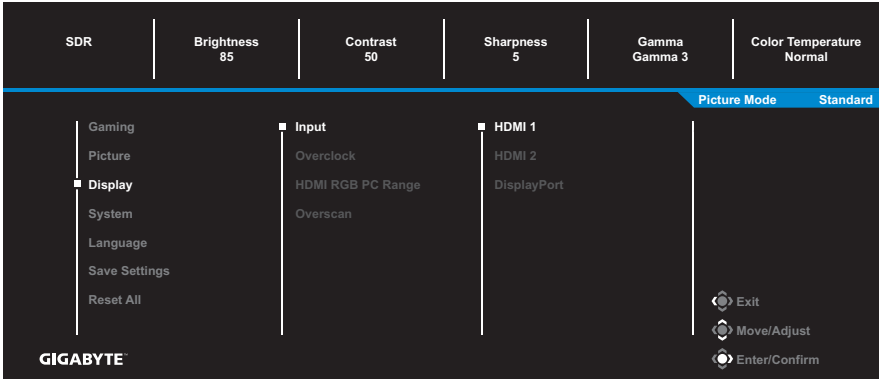 SDR
Brightness
85
Contrast
50
Sharpness
5
Gamma
Gamma 3
Color Temperature
Normal
Picture Mode Standard
Gaming
Picture
Display
System
Language
Save Settings
Reset All
Input
Overclock
HDMI RGB PC Range
Overscan
HDMI 1
HDMI 2
DisplayPort
Exit
Move/Adjust
Enter/Confirm
GIGABYTE™